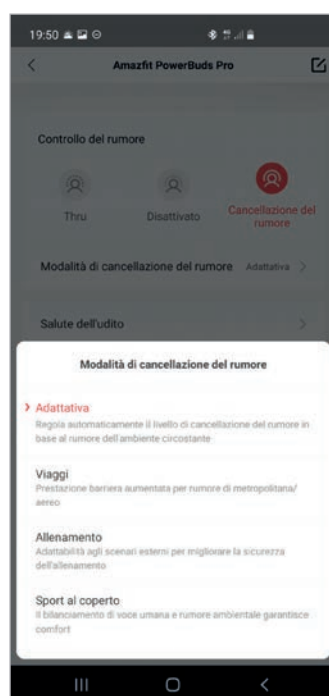 19:50
Amazfit PowerBuds Pro
Controllo del rumore
Thru
Disattivato
Cancellazione del
rumore
Modalità di cancellazione del rumore
Adattativa
Salute dell'udito
Modalità di cancellazione del rumore
Adattativa
Regola automaticamente il livello di cancellazione del rumore in
base al rumore dell'ambiente circostante
Viaggi
Prestazione barriera aumentata per rumore di metropolitana/
aereo
Allenamento
Adattabilità agli scenari esterni per migliorare la sicurezza
dell'allenamento
Sport al coperto
Il bilanciamento di voce umana e rumore ambientale garantisce
comfort